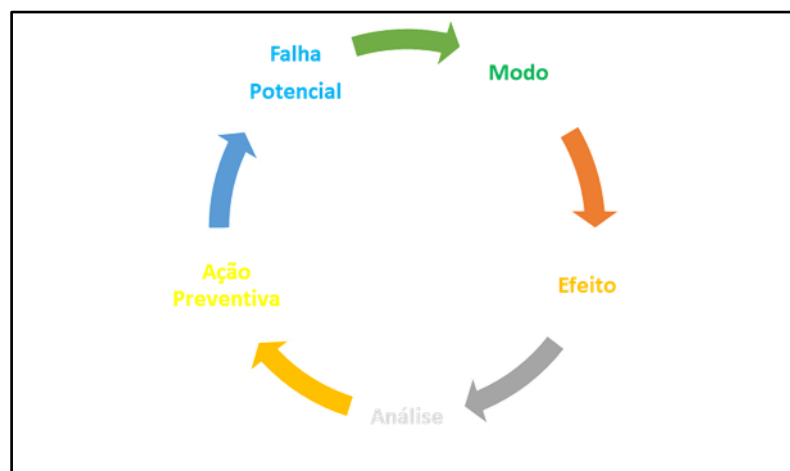 Falha
Potencial
Modo
Efeito
Análise
Ação
Preventiva